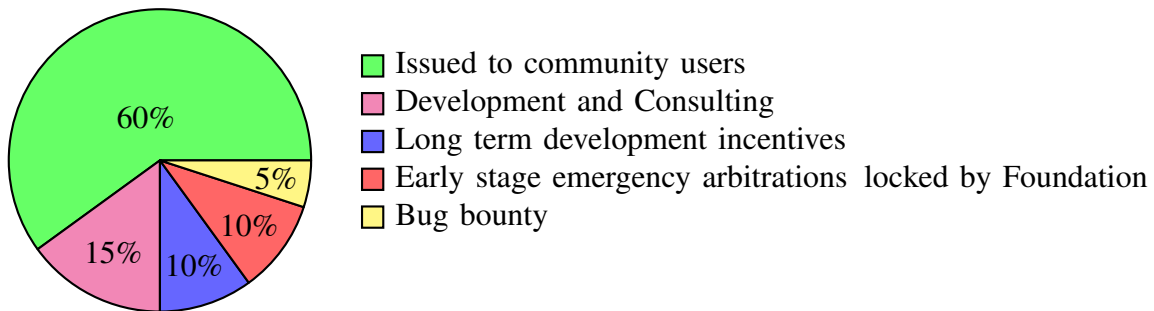 60%
15%
10%
10%
5%
Issued to community users
Development and Consulting
Long term development incentives
Early stage emergency arbitrations locked by Foundation
Bug bounty